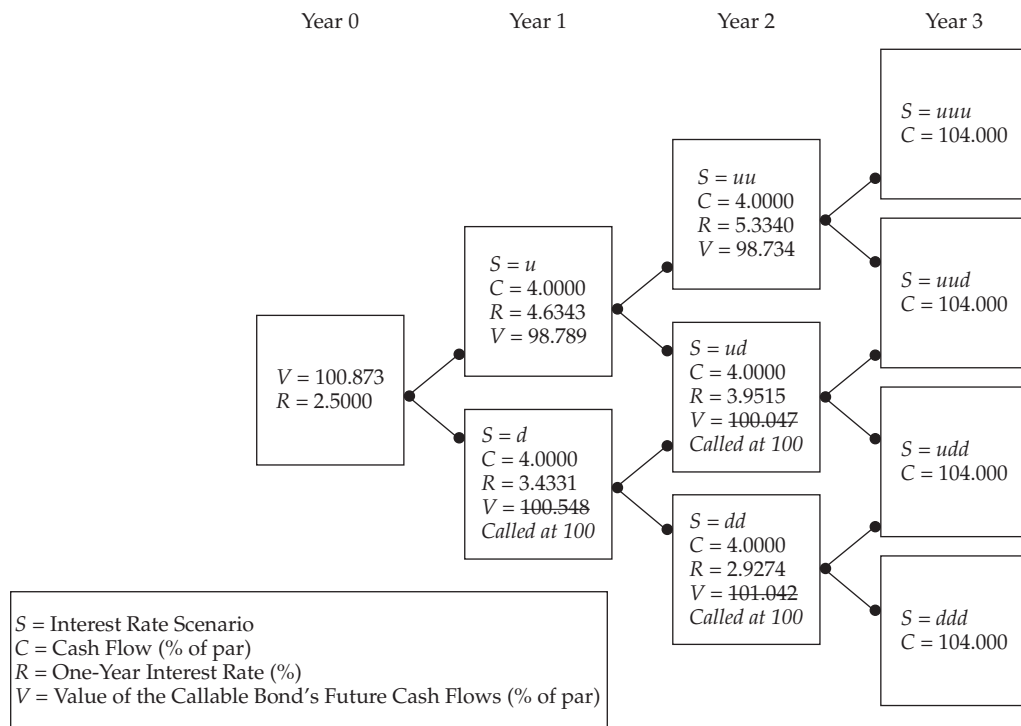 Year 0
Year 1
Year 2
Year 3
V = 100.873
R = 2.5000
S = u
C = 4.0000
R = 4.6343
V = 98.789
S = d
C = 4.0000
R = 3.4331
V = 100.548
Called at 100
S = uu
C = 4.0000
R = 5.3340
V = 98.734
S = ud
C = 4.0000
R = 3.9515
V = 100.047
Called at 100
S = dd
C = 4.0000
R = 2.9274
V = 101.042
Called at 100
S = uuu
C = 104.000
S = uud
C = 104.000
S = udd
C = 104.000
S = ddd
C = 104.000
S = Interest Rate Scenario
C = Cash Flow (% of par)
R = One-Year Interest Rate (%)
V = Value of the Callable Bond's Future Cash Flows (% of par)